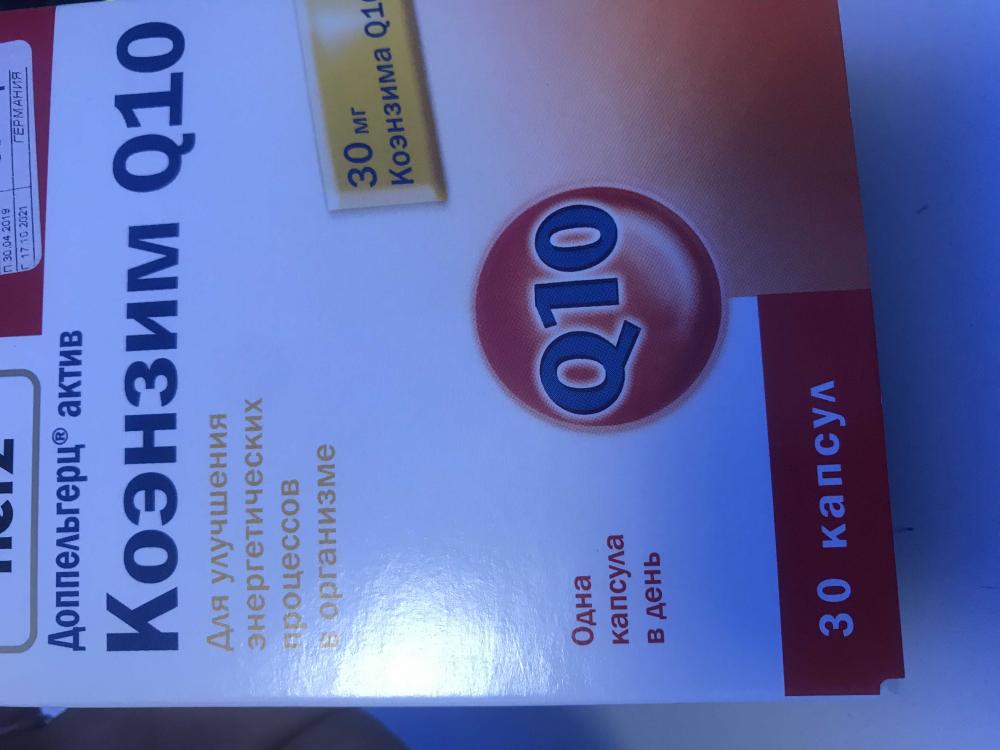 П 30.04.2019
Г 17.10.2021
ГЕРМАНИЯ
Доппельгерц® актив
Коэнзим Q10
Для улучшения
энергетических
процессов
в организме
30 мг
Коэнзима Q10
Q10
Одна
капсула
в день
30 капсул